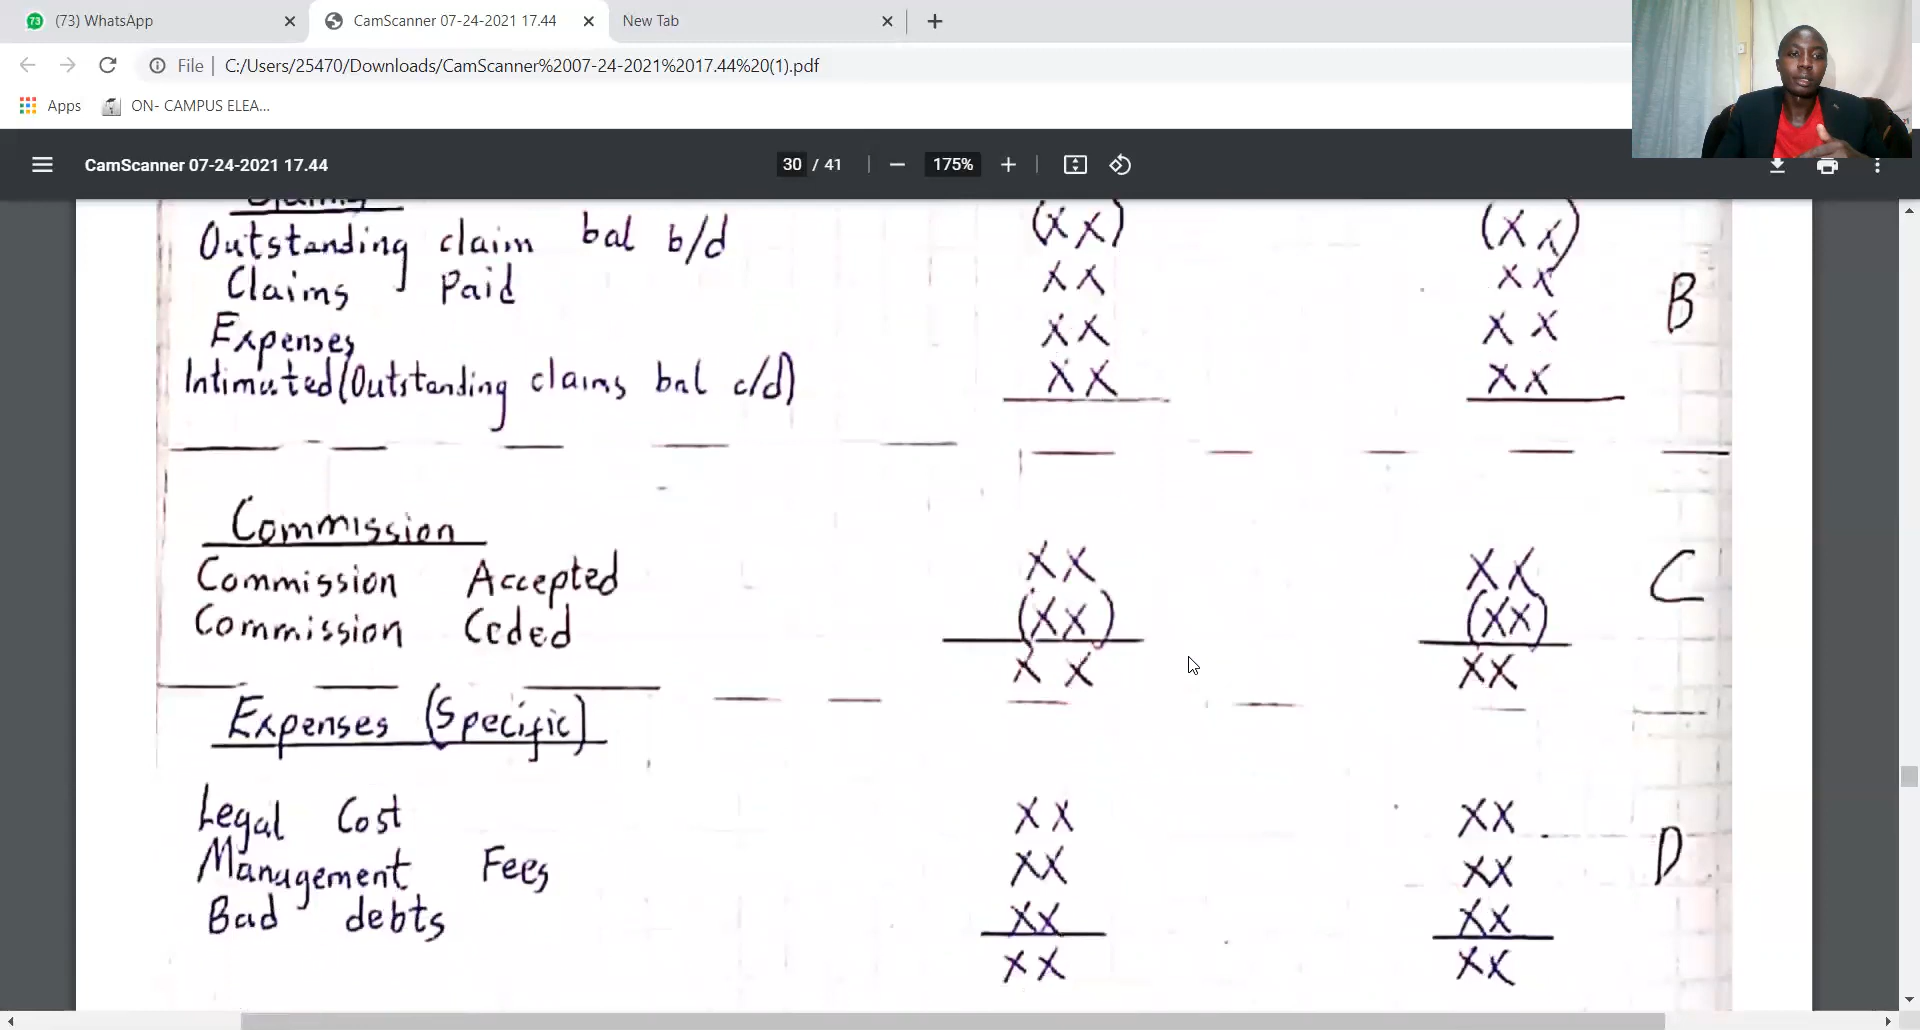 73 (73) WhatsApp
CamScanner 07-24-2021 17.44
New Tab
File C:/Users/25470/Downloads/CamScanner%2007-24-2021%2017.44%20(1).pdf
Apps ON- CAMPUS ELEA...
CamScanner 07-24-2021 17.44 30 / 41 175%
Outstanding claim bal b/d (XX) (XX)
Claims Paid XX XX B
Expenses XX XX
Intimated (Outstanding claims bal c/d) XX XX
Commission
Commission Accepted XX XX C
Commission Ceded (XX) (XX)
XX XX
Expenses (Specific)
Legal Cost XX XX
Management Fees XX XX D
Bad debts XX XX
XX XX